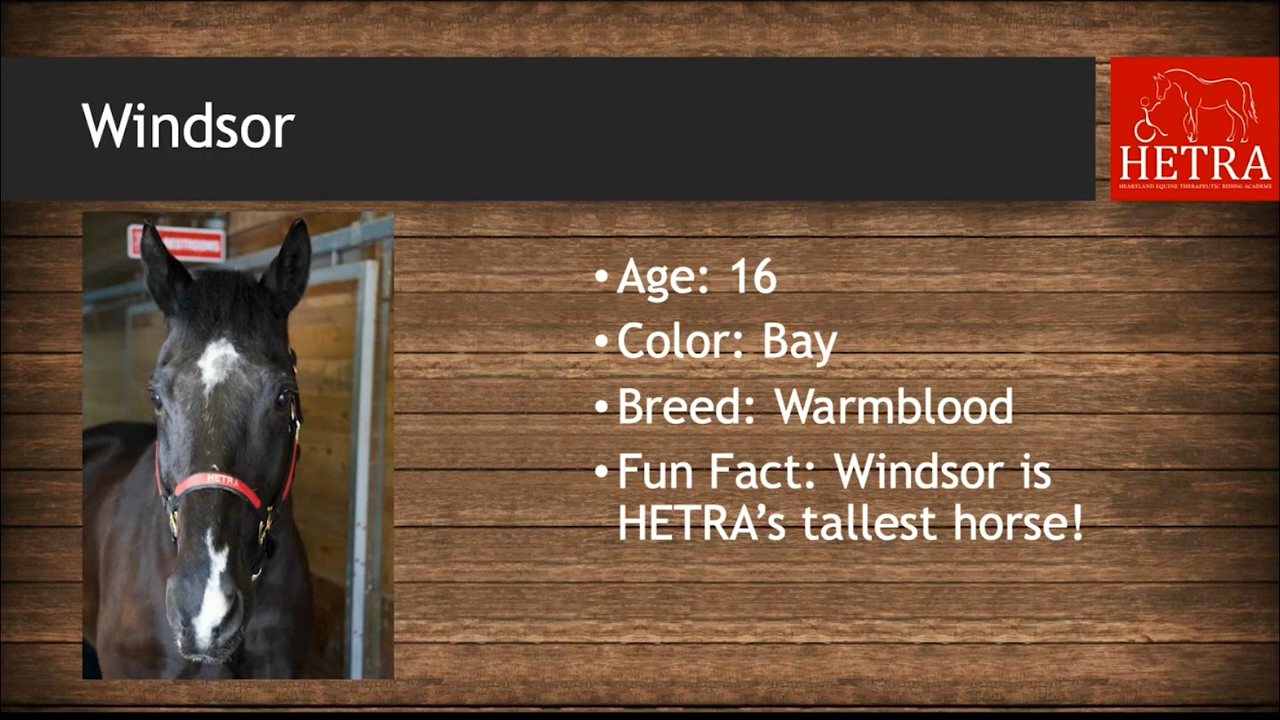 Windsor
HETRA
HEARTLAND EQUINE THERAPEUTIC RIDING ACADEMY
• Age: 16
• Color: Bay
• Breed: Warmblood
• Fun Fact: Windsor is
HETRA’s tallest horse!
HETRA